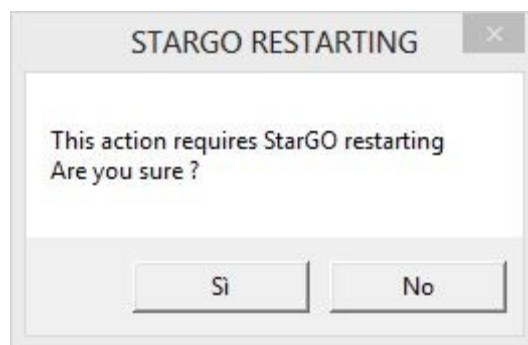 STARGO RESTARTING
This action requires StarGO restarting
Are you sure ?
Sì
No